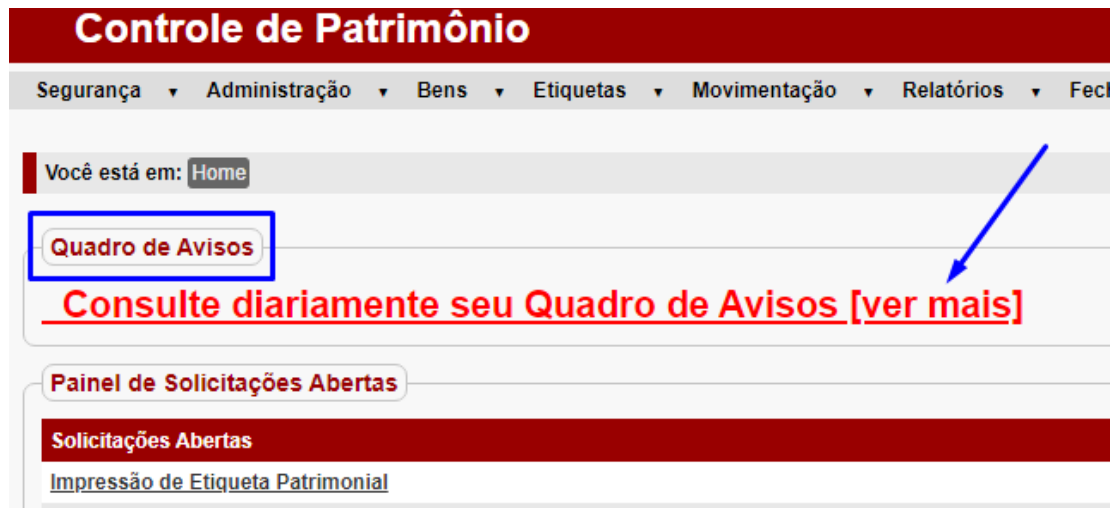 Controle de Patrimônio
Segurança ▼ Administração ▼ Bens ▼ Etiquetas ▼ Movimentação ▼ Relatórios ▼
Você está em: Home
Quadro de Avisos
Consulte diariamente seu Quadro de Avisos [ver mais]
Painel de Solicitações Abertas
Solicitações Abertas
Impressão de Etiqueta Patrimonial